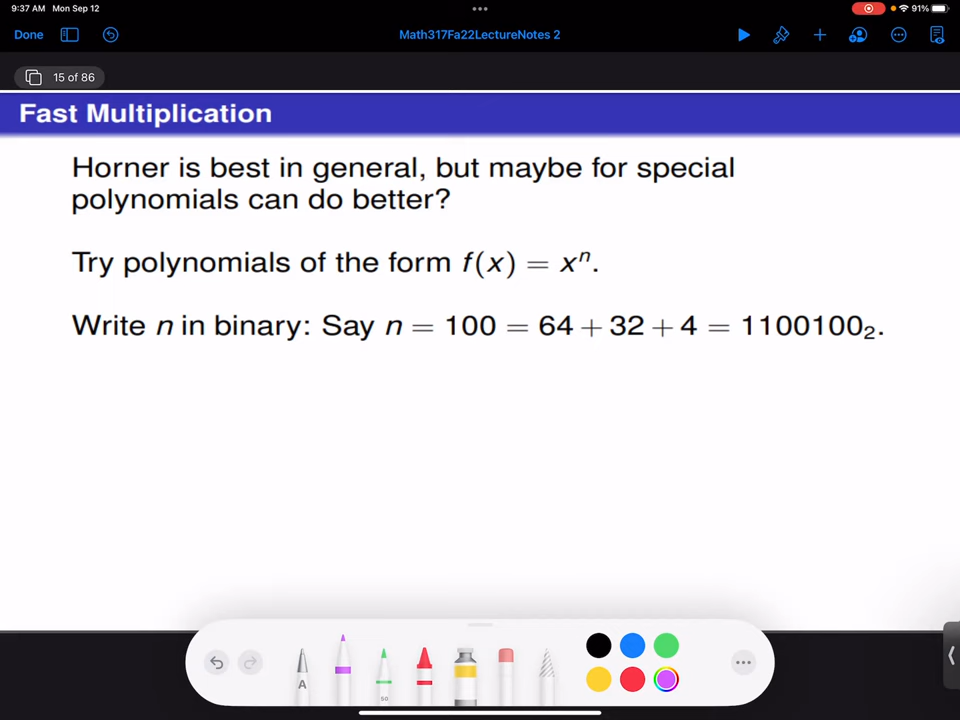 9:37 AM Mon Sep 12
91%
Done
Math317Fa22LectureNotes 2
15 of 86
Fast Multiplication
Horner is best in general, but maybe for special
polynomials can do better?
Try polynomials of the form f(x) = xⁿ.
Write n in binary: Say n = 100 = 64 + 32 + 4 = 1100100₂.
A
50